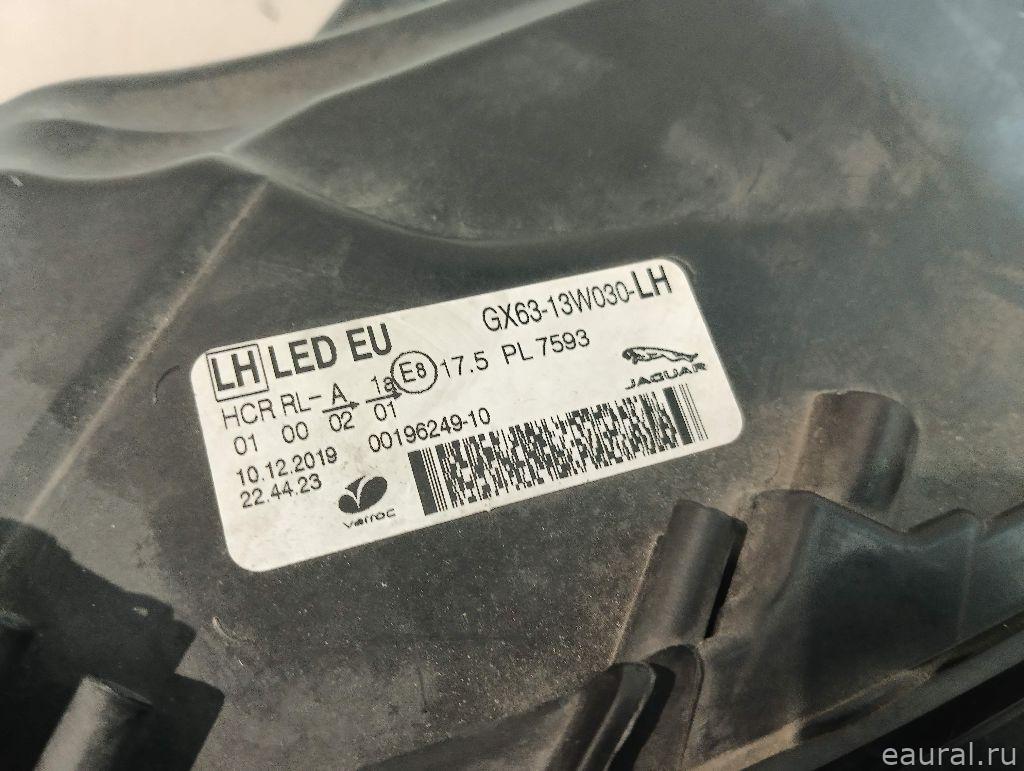 LH LED EU GX63-13W030-LH
HCR RL- A 1a E8 17.5 PL 7593
01 00 02 01
JAGUAR
10.12.2019 00196249-10
22.44.23
varroc
eaural.ru